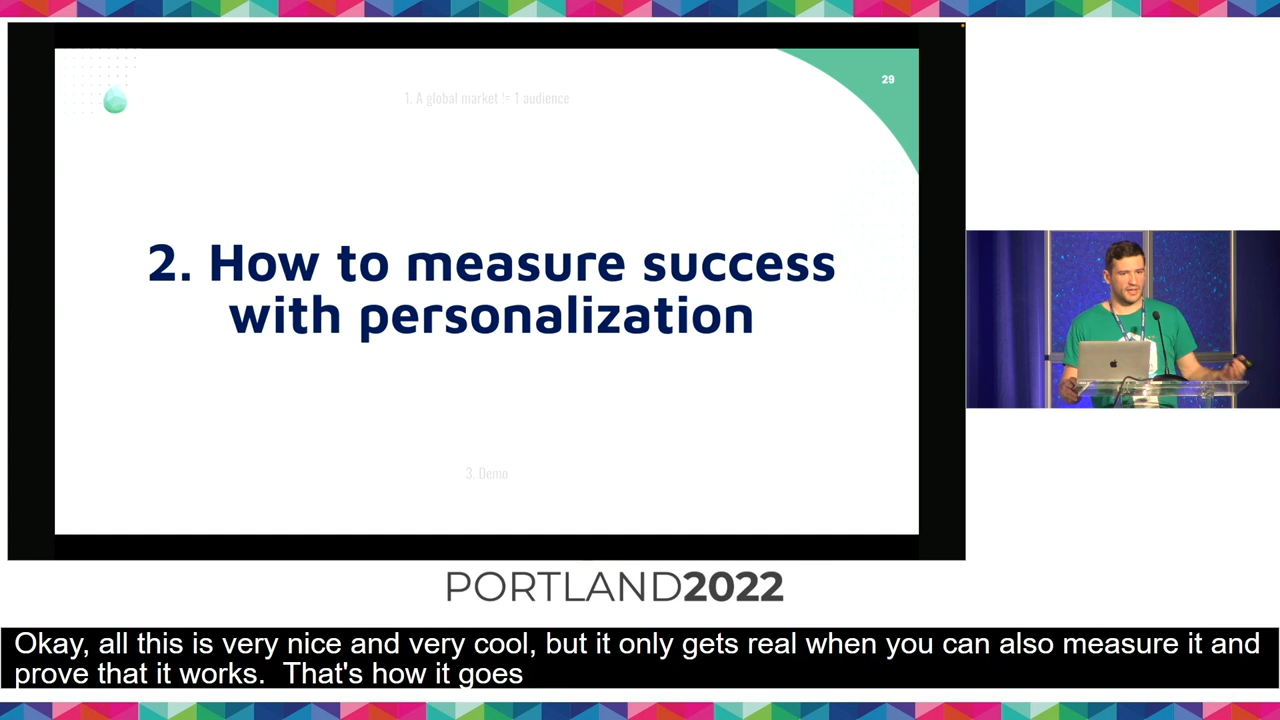 29
1. A global market != 1 audience
2. How to measure success
with personalization
3. Demo
PORTLAND2022
Okay, all this is very nice and very cool, but it only gets real when you can also measure it and
prove that it works.  That's how it goes